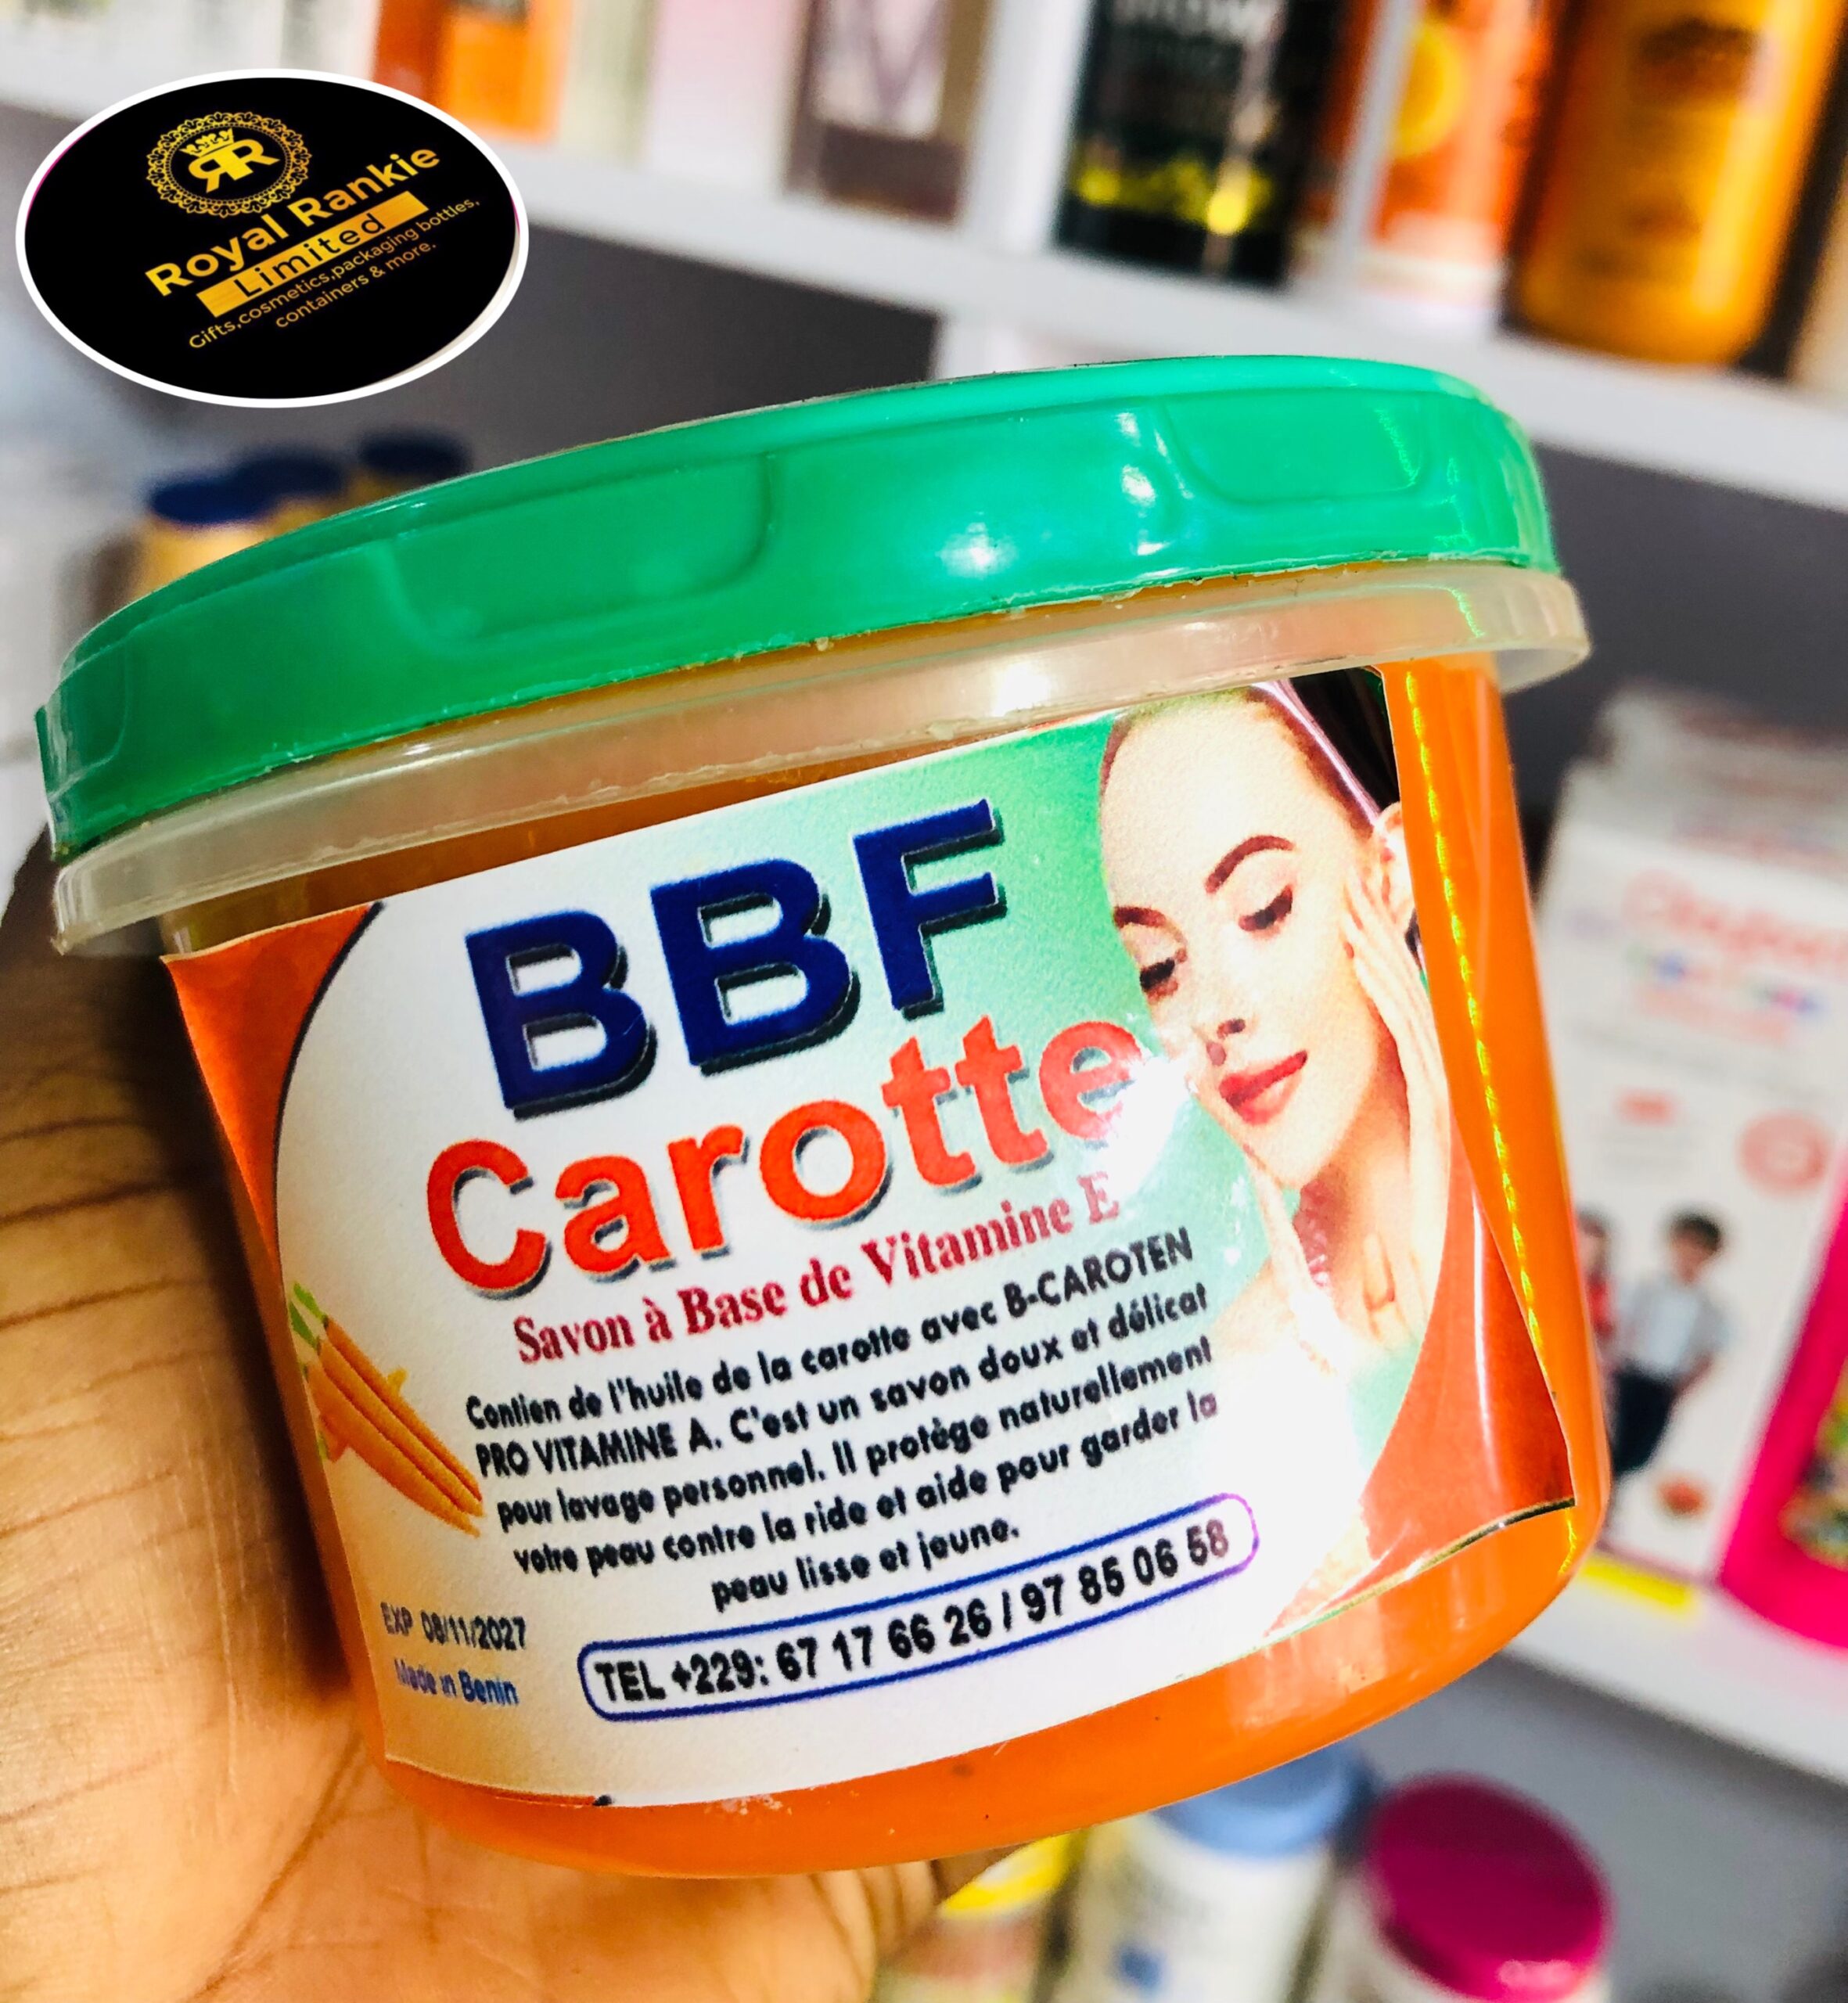 RR
Royal Rankie
Limited
Gifts,cosmetics,packaging bottles,
containers & more.
BBF
Carotte
Savon à Base de Vitamine E
Contien de l'huile de la carotte avec B-CAROTEN
PRO VITAMINE A. C'est un savon doux et délicat
pour lavage personnel. Il protège naturellement
votre peau contre la ride et aide pour garder la
peau lisse et jeune.
EXP 08/11/2027
Made in Benin
TEL +229: 67 17 66 26 / 97 85 06 58